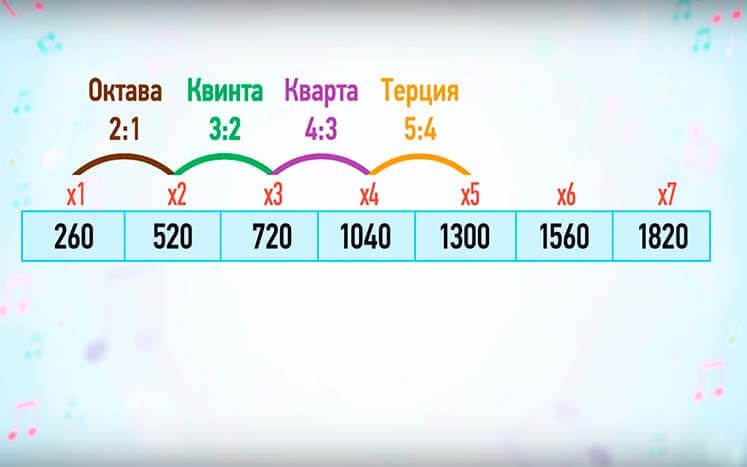 Октава Квинта Кварта Терция
2:1 3:2 4:3 5:4
x1 x2 x3 x4 x5 x6 x7
260 520 720 1040 1300 1560 1820